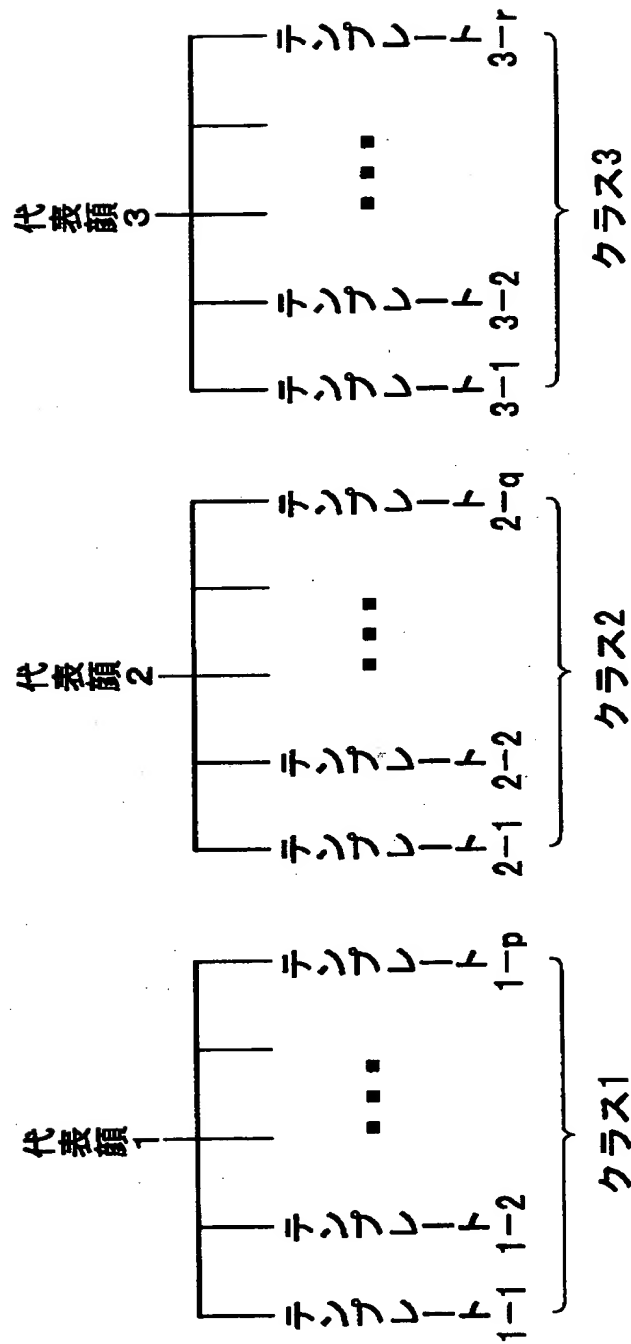 代表顔
1
テンプレート
1-1
テンプレート
1-2
テンプレート
1-p
クラス1
代表顔
2
テンプレート
2-1
テンプレート
2-2
テンプレート
2-q
クラス2
代表顔
3
テンプレート
3-1
テンプレート
3-2
テンプレート
3-r
クラス3